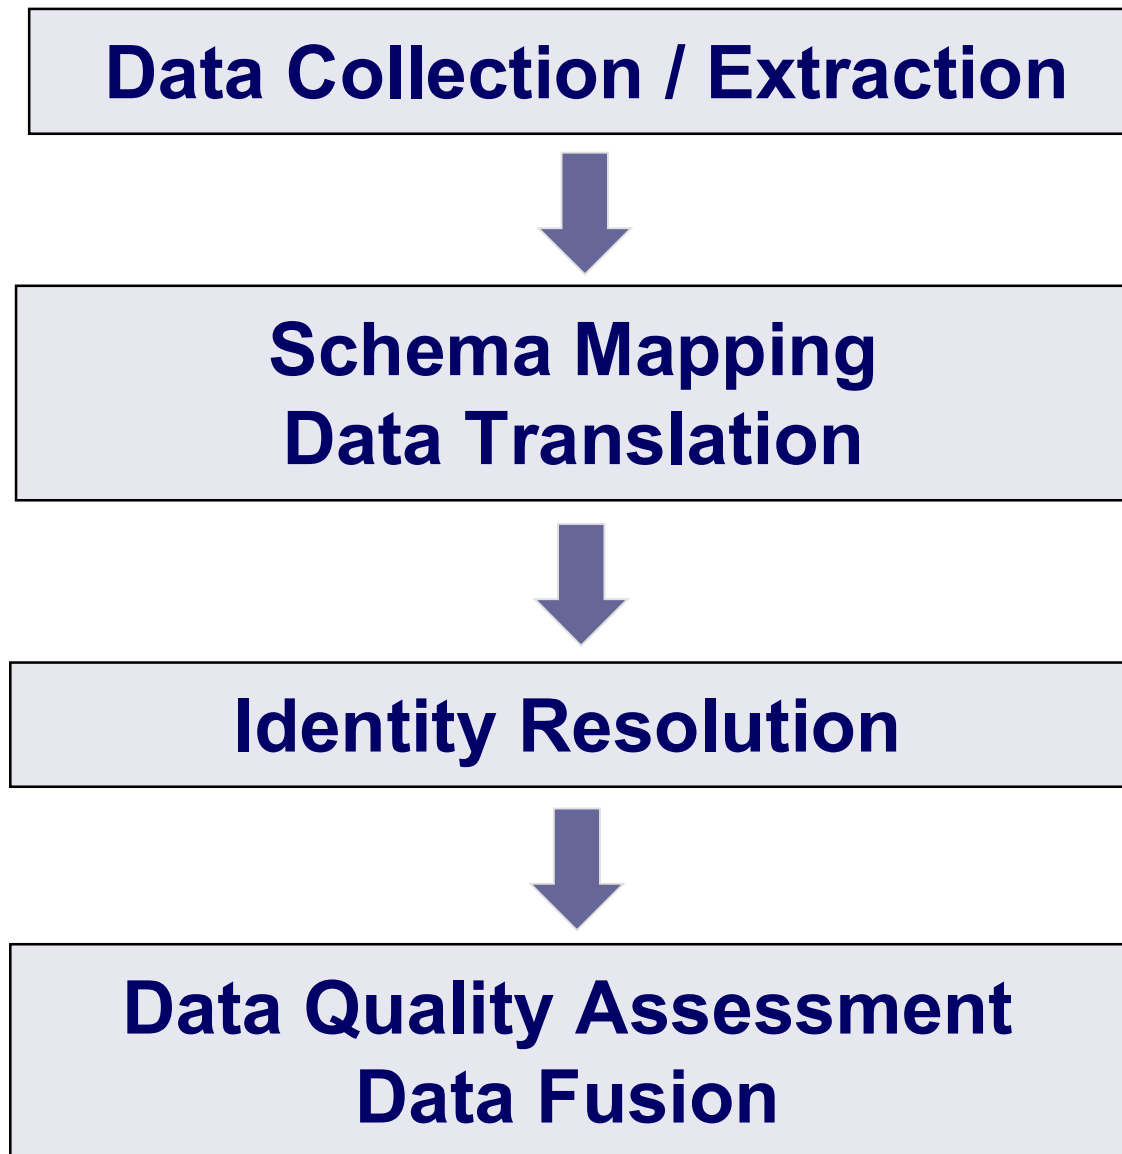 Data Collection / Extraction
Schema Mapping
Data Translation
Identity Resolution
Data Quality Assessment
Data Fusion